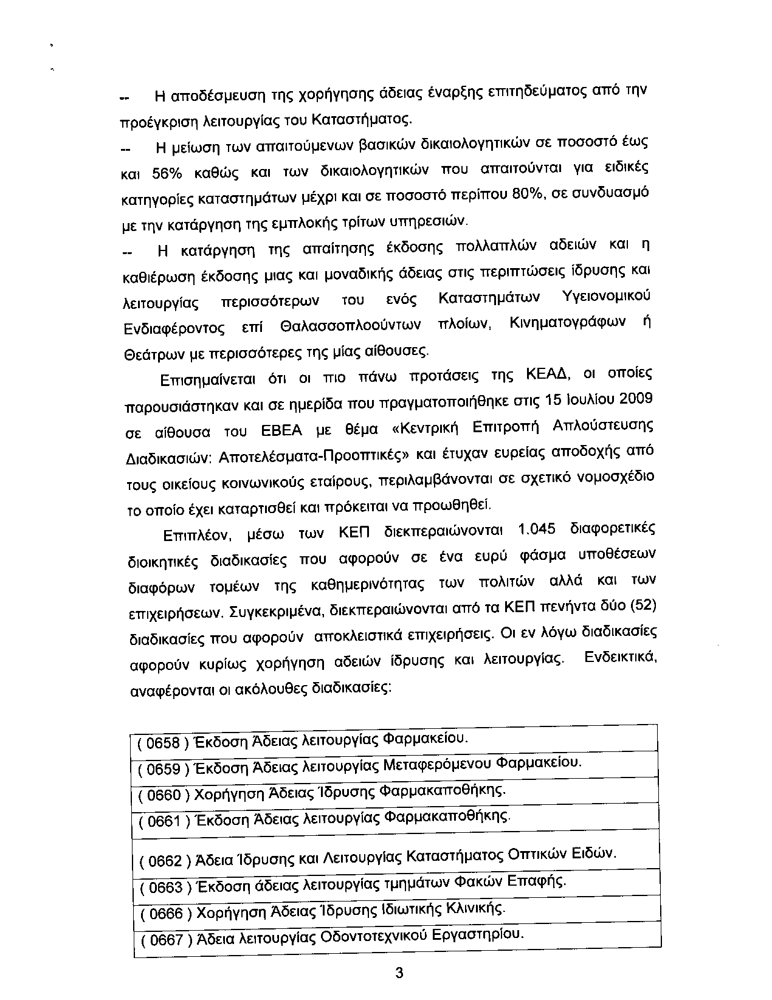 -- Η αποδέσμευση της χορήγησης άδειας έναρξης επιτηδεύματος από την
προέγκριση λειτουργίας του Καταστήματος.
-- Η μείωση των απαιτούμενων βασικών δικαιολογητικών σε ποσοστό έως
και 56% καθώς και των δικαιολογητικών που απαιτούνται για ειδικές
κατηγορίες καταστημάτων μέχρι και σε ποσοστό περίπου 80%, σε συνδυασμό
με την κατάργηση της εμπλοκής τρίτων υπηρεσιών.
-- Η κατάργηση της απαίτησης έκδοσης πολλαπλών αδειών και η
καθιέρωση έκδοσης μιας και μοναδικής άδειας στις περιπτώσεις ίδρυσης και
λειτουργίας περισσότερων του ενός Καταστημάτων Υγειονομικού
Ενδιαφέροντος επί Θαλασσοπλοούντων πλοίων, Κινηματογράφων ή
Θεάτρων με περισσότερες της μίας αίθουσες.
Επισημαίνεται ότι οι πιο πάνω προτάσεις της ΚΕΑΔ, οι οποίες
παρουσιάστηκαν και σε ημερίδα που πραγματοποιήθηκε στις 15 Ιουλίου 2009
σε αίθουσα του ΕΒΕΑ με θέμα «Κεντρική Επιτροπή Απλούστευσης
Διαδικασιών: Αποτελέσματα-Προοπτικές» και έτυχαν ευρείας αποδοχής από
τους οικείους κοινωνικούς εταίρους, περιλαμβάνονται σε σχετικό νομοσχέδιο
το οποίο έχει καταρτισθεί και πρόκειται να προωθηθεί.
Επιπλέον, μέσω των ΚΕΠ διεκπεραιώνονται 1.045 διαφορετικές
διοικητικές διαδικασίες που αφορούν σε ένα ευρύ φάσμα υποθέσεων
διαφόρων τομέων της καθημερινότητας των πολιτών αλλά και των
επιχειρήσεων. Συγκεκριμένα, διεκπεραιώνονται από τα ΚΕΠ πενήντα δύο (52)
διαδικασίες που αφορούν αποκλειστικά επιχειρήσεις. Οι εν λόγω διαδικασίες
αφορούν κυρίως χορήγηση αδειών ίδρυσης και λειτουργίας. Ενδεικτικά,
αναφέρονται οι ακόλουθες διαδικασίες:
( 0658 ) Έκδοση Άδειας λειτουργίας Φαρμακείου.
( 0659 ) Έκδοση Άδειας λειτουργίας Μεταφερόμενου Φαρμακείου.
( 0660 ) Χορήγηση Άδειας Ίδρυσης Φαρμακαποθήκης.
( 0661 ) Έκδοση Άδειας λειτουργίας Φαρμακαποθήκης.
( 0662 ) Άδεια Ίδρυσης και Λειτουργίας Καταστήματος Οπτικών Ειδών.
( 0663 ) Έκδοση άδειας λειτουργίας τμημάτων Φακών Επαφής.
( 0666 ) Χορήγηση Άδειας Ίδρυσης Ιδιωτικής Κλινικής.
( 0667 ) Άδεια λειτουργίας Οδοντοτεχνικού Εργαστηρίου.
3